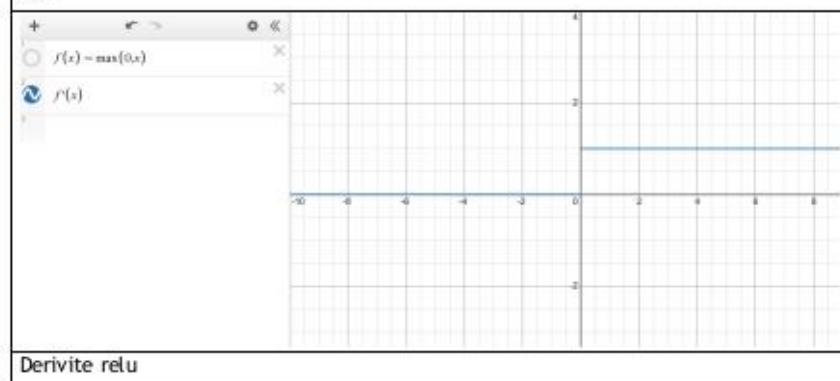 f(x) = max(0,x)
f'(x)
4
2
-10 -8 -6 -4 -2 0 2 4 6 8
-2
Derivite relu